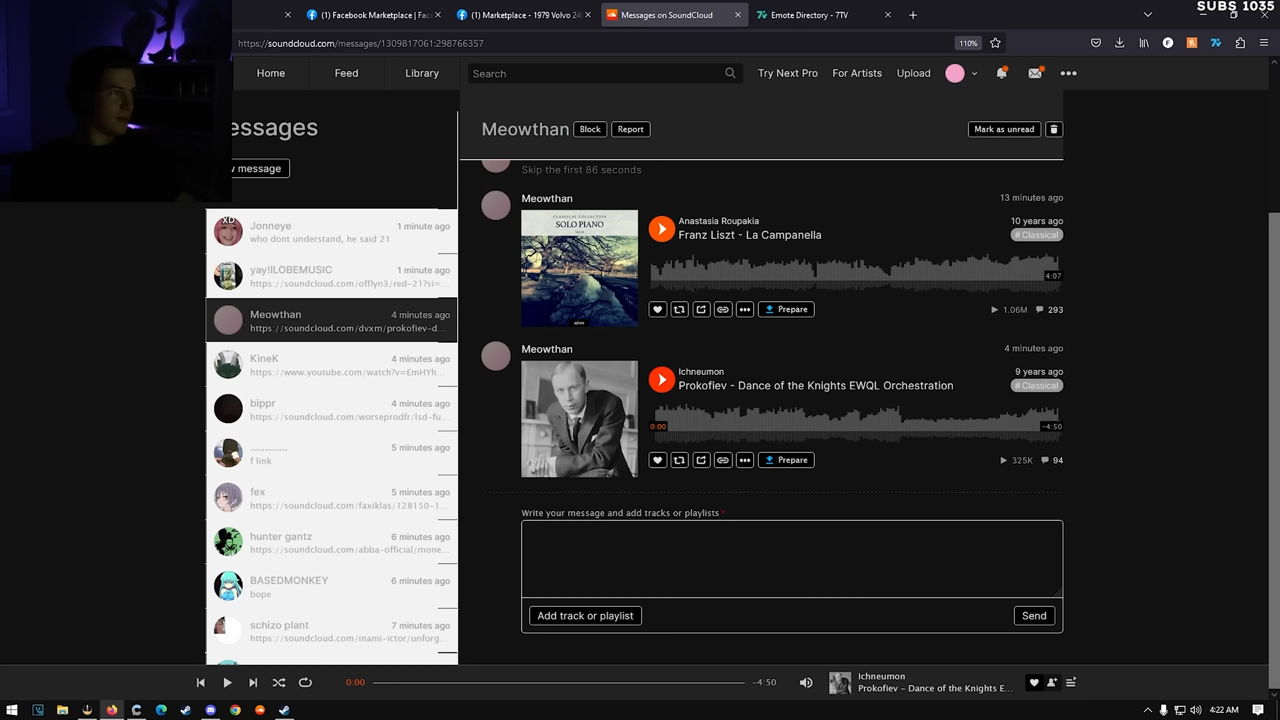 SUBS 1035
(1) Facebook Marketplace | Fac
(1) Marketplace - 1979 Volvo 24
Messages on SoundCloud
Emote Directory - 7TV
https://soundcloud.com/messages/1309817061:298766357
110%
Home
Feed
Library
Search
Try Next Pro
For Artists
Upload
essages
v message
Meowthan
Block
Report
Mark as unread
Skip the first 86 seconds
Jonneye
1 minute ago
who dont understand, he said 21
yay!ILOBEMUSIC
1 minute ago
https://soundcloud.com/offlyn3/red-21?si=...
Meowthan
4 minutes ago
https://soundcloud.com/dvxm/prokofiev-d...
KineK
4 minutes ago
https://www.youtube.com/watch?v=EmHYh...
bippr
4 minutes ago
https://soundcloud.com/worseprodfr/lsd-fu...
.............
5 minutes ago
f link
fex
5 minutes ago
https://soundcloud.com/faxiklas/128150-1...
hunter gantz
6 minutes ago
https://soundcloud.com/abba-official/mone...
BASEDMONKEY
6 minutes ago
bope
schizo plant
7 minutes ago
https://soundcloud.com/inami-ictor/unforg...
Meowthan
13 minutes ago
CLASSICAL COLLECTION
SOLO PIANO
Anastasia Roupakia
10 years ago
Franz Liszt - La Campanella
# Classical
4:07
Prepare
1.06M
293
Meowthan
4 minutes ago
Ichneumon
9 years ago
Prokofiev - Dance of the Knights EWQL Orchestration
# Classical
0:00
-4:50
Prepare
325K
94
Write your message and add tracks or playlists *
Add track or playlist
Send
0:00
-4:50
Ichneumon
Prokofiev – Dance of the Knights E...
4:22 AM